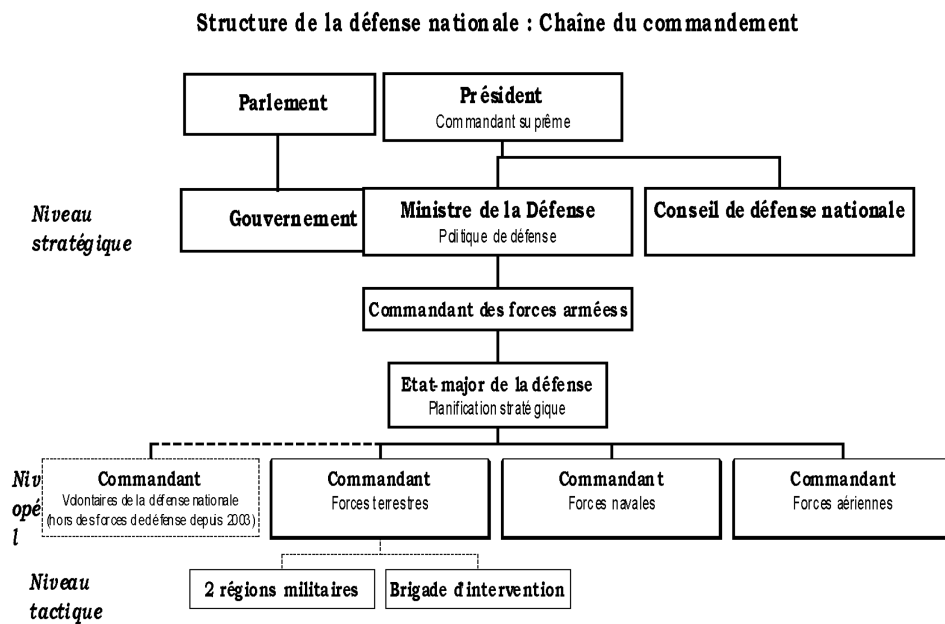 Structure de la défense nationale : Chaîne du commandement
Parlement
Président
Commandant suprême
Niveau
stratégique
Gouvernement
Ministre de la Défense
Politique de défense
Conseil de défense nationale
Commandant des forces arméess
Etat-major de la défense
Planification stratégique
Niv
opé
l
Commandant
Volontaires de la défense nationale
(hors des forces de défense depuis 2003)
Commandant
Forces terrestres
Commandant
Forces navales
Commandant
Forces aériennes
Niveau
tactique
2 régions militaires
Brigade d'intervention